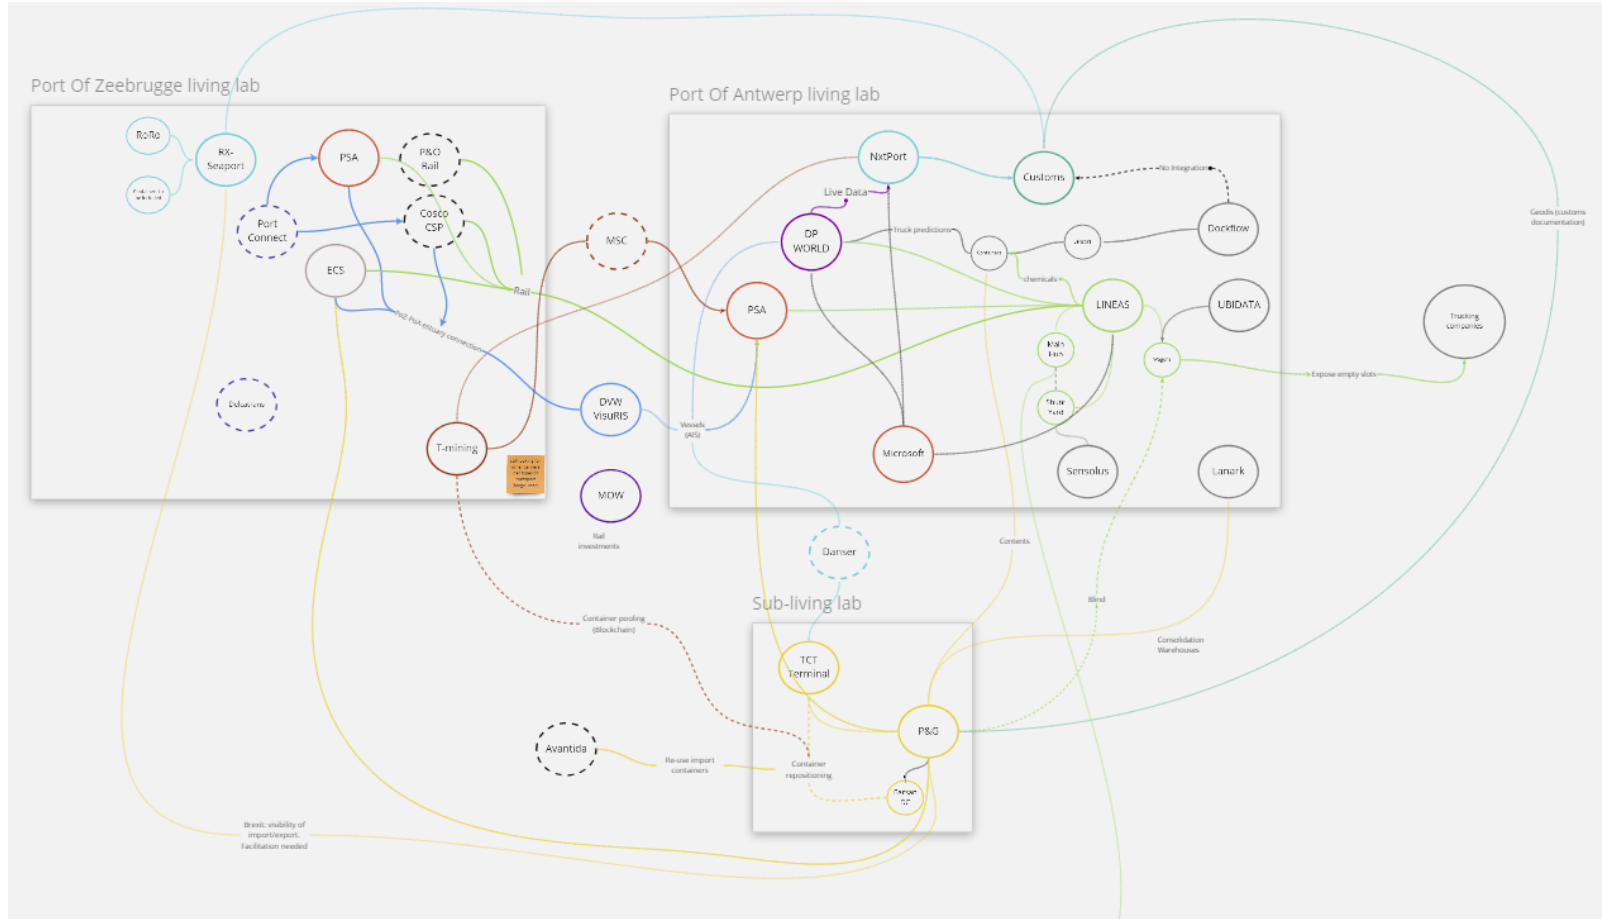 Port Of Zeebrugge living lab
Port Of Antwerp living lab
RoRo
RX-
Seaport
PSA
P&O
Rail
Port
Connect
Cosco
CSP
ECS
Rail
PoZ-PoA estuary connection
Delcatrans
T-mining
MSC
DVW
VisuRIS
MOW
Rail
investments
Vessels
(AIS)
NxtPort
Live Data
DP
WORLD
Truck predictions
PSA
Microsoft
Customs
No Integration
Dockflow
chemicals
LINEAS
UBIDATA
Main
Hub
Sensolus
Lanark
Expose empty slots
Trucking
companies
Geodis (customs
documentation)
Danser
Contents
Blind
Consolidation
Warehouses
Sub-living lab
TCT
Terminal
P&G
Container
repositioning
Container pooling
(Blockchain)
Avantida
Re-use import
containers
Brexit: visibility of
import/export.
Facilitation needed